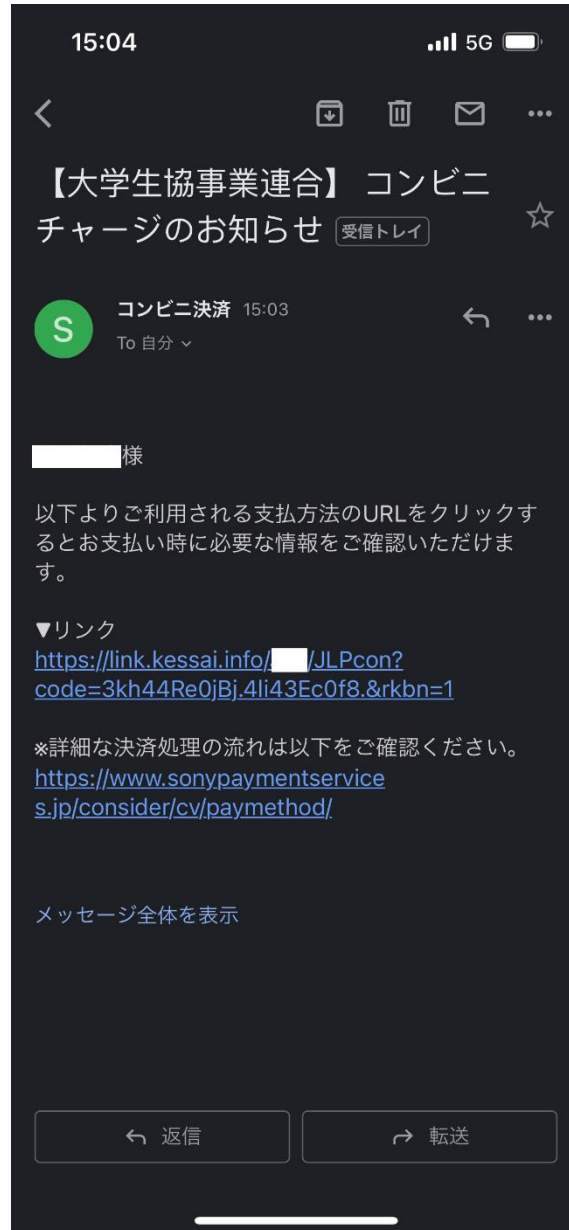 15:04
5G
【大学生協事業連合】 コンビニ
チャージのお知らせ 受信トレイ
S
コンビニ決済 15:03
To 自分
様
以下よりご利用される支払方法のURLをクリックす
るとお支払い時に必要な情報をご確認いただけま
す。
▼リンク
https://link.kessai.info/ /JLPcon?
code=3kh44Re0jBj.4li43Ec0f8.&rkbn=1
※詳細な決済処理の流れは以下をご確認ください。
https://www.sonypaymentservice
s.jp/consider/cv/paymethod/
メッセージ全体を表示
返信
転送